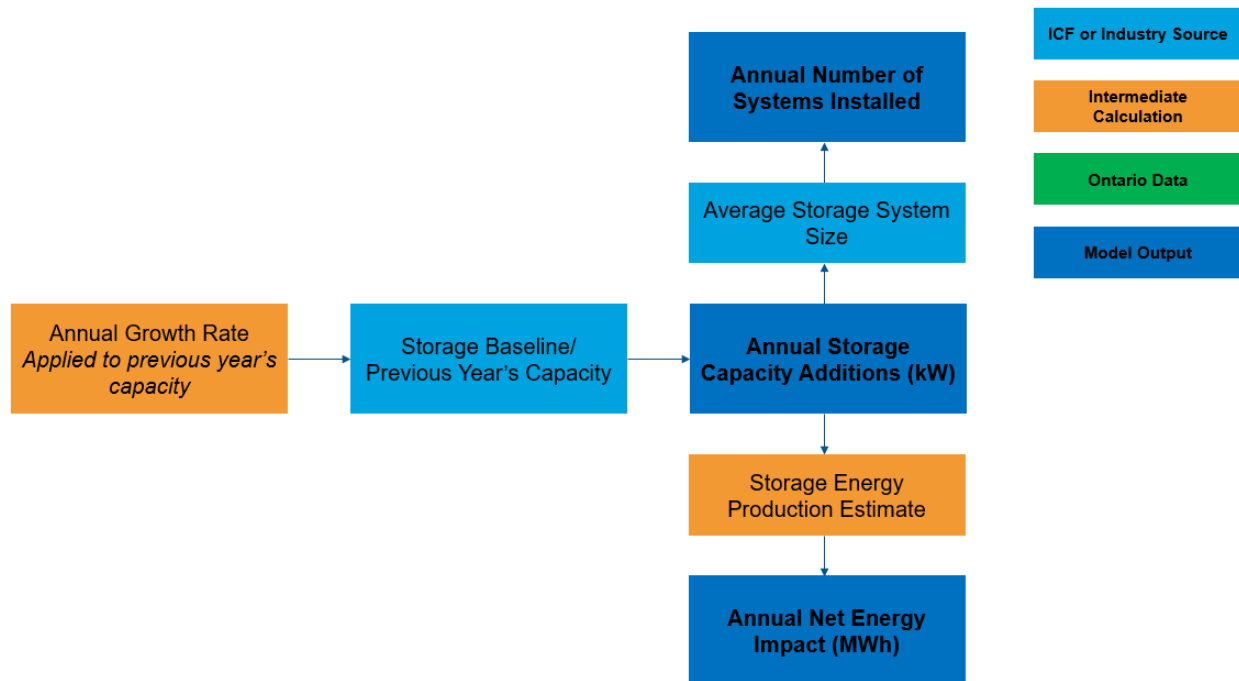 Annual Number of
Systems Installed
ICF or Industry Source
Intermediate
Calculation
Ontario Data
Model Output
Average Storage System
Size
Annual Growth Rate
Applied to previous year's
capacity
Storage Baseline/
Previous Year's Capacity
Annual Storage
Capacity Additions (kW)
Storage Energy
Production Estimate
Annual Net Energy
Impact (MWh)